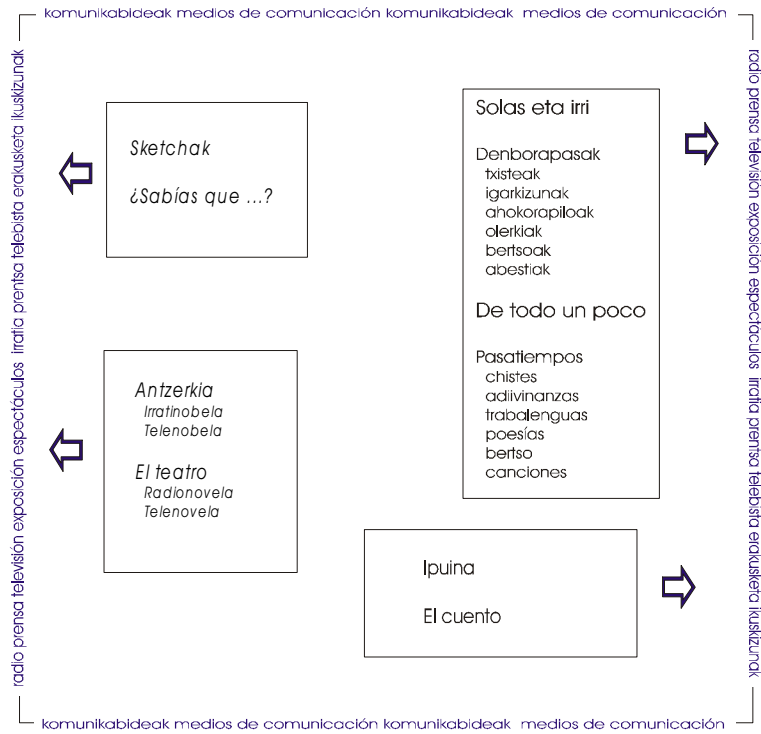 komunikabideak medios de comunicación komunikabideak medios de comunicación
radio prensa televisión exposición espectáculos irratia prentsa telebista erakusketa ikuskizunak
Sketchak
¿Sabías que ...?
Antzerkia
Irratinobela
Telenobela
El teatro
Radionovela
Telenovela
Solas eta irri
Denborapasak
txisteak
igarkizunak
ahokorapiloak
olerkiak
bertsoak
abestiak
De todo un poco
Pasatiempos
chistes
adiivinanzas
trabalenguas
poesías
bertso
canciones
Ipuina
El cuento
radio prensa televisión exposición espectáculos irratia prentsa telebista erakusketa ikuskizunak
komunikabideak medios de comunicación komunikabideak medios de comunicación